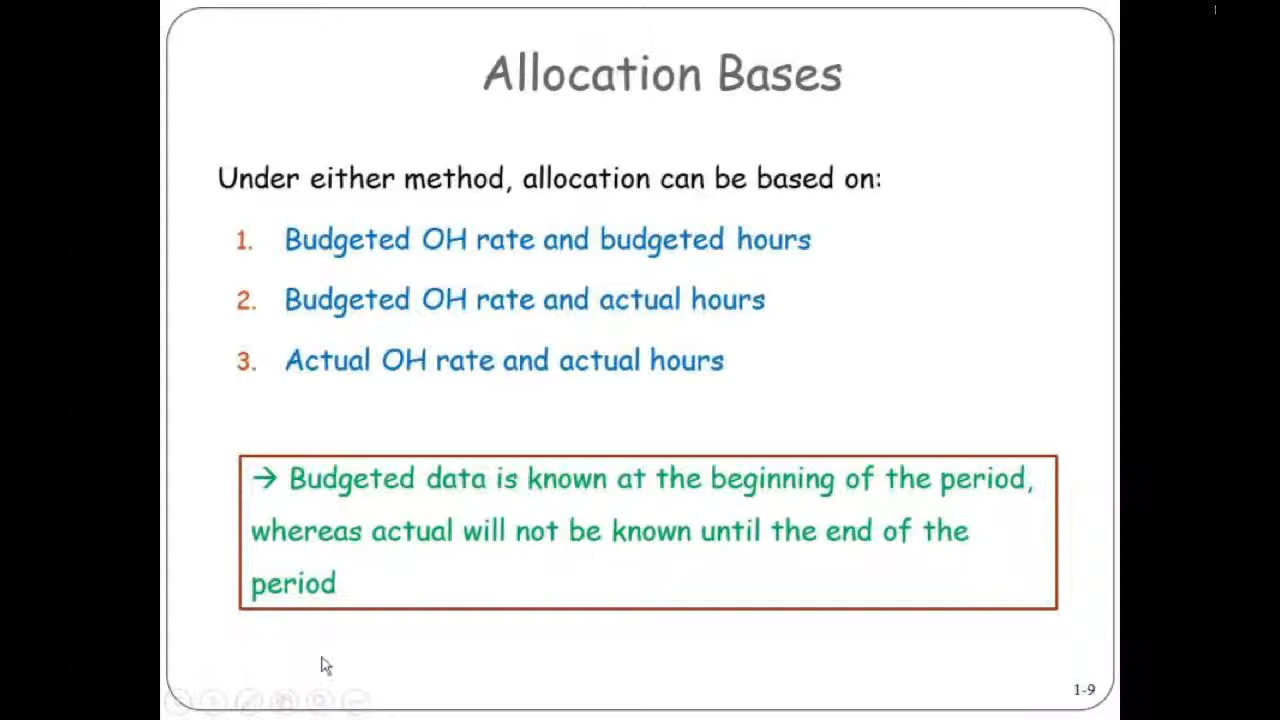 Allocation Bases
Under either method, allocation can be based on:
1. Budgeted OH rate and budgeted hours
2. Budgeted OH rate and actual hours
3. Actual OH rate and actual hours
→ Budgeted data is known at the beginning of the period,
whereas actual will not be known until the end of the
period
1-9